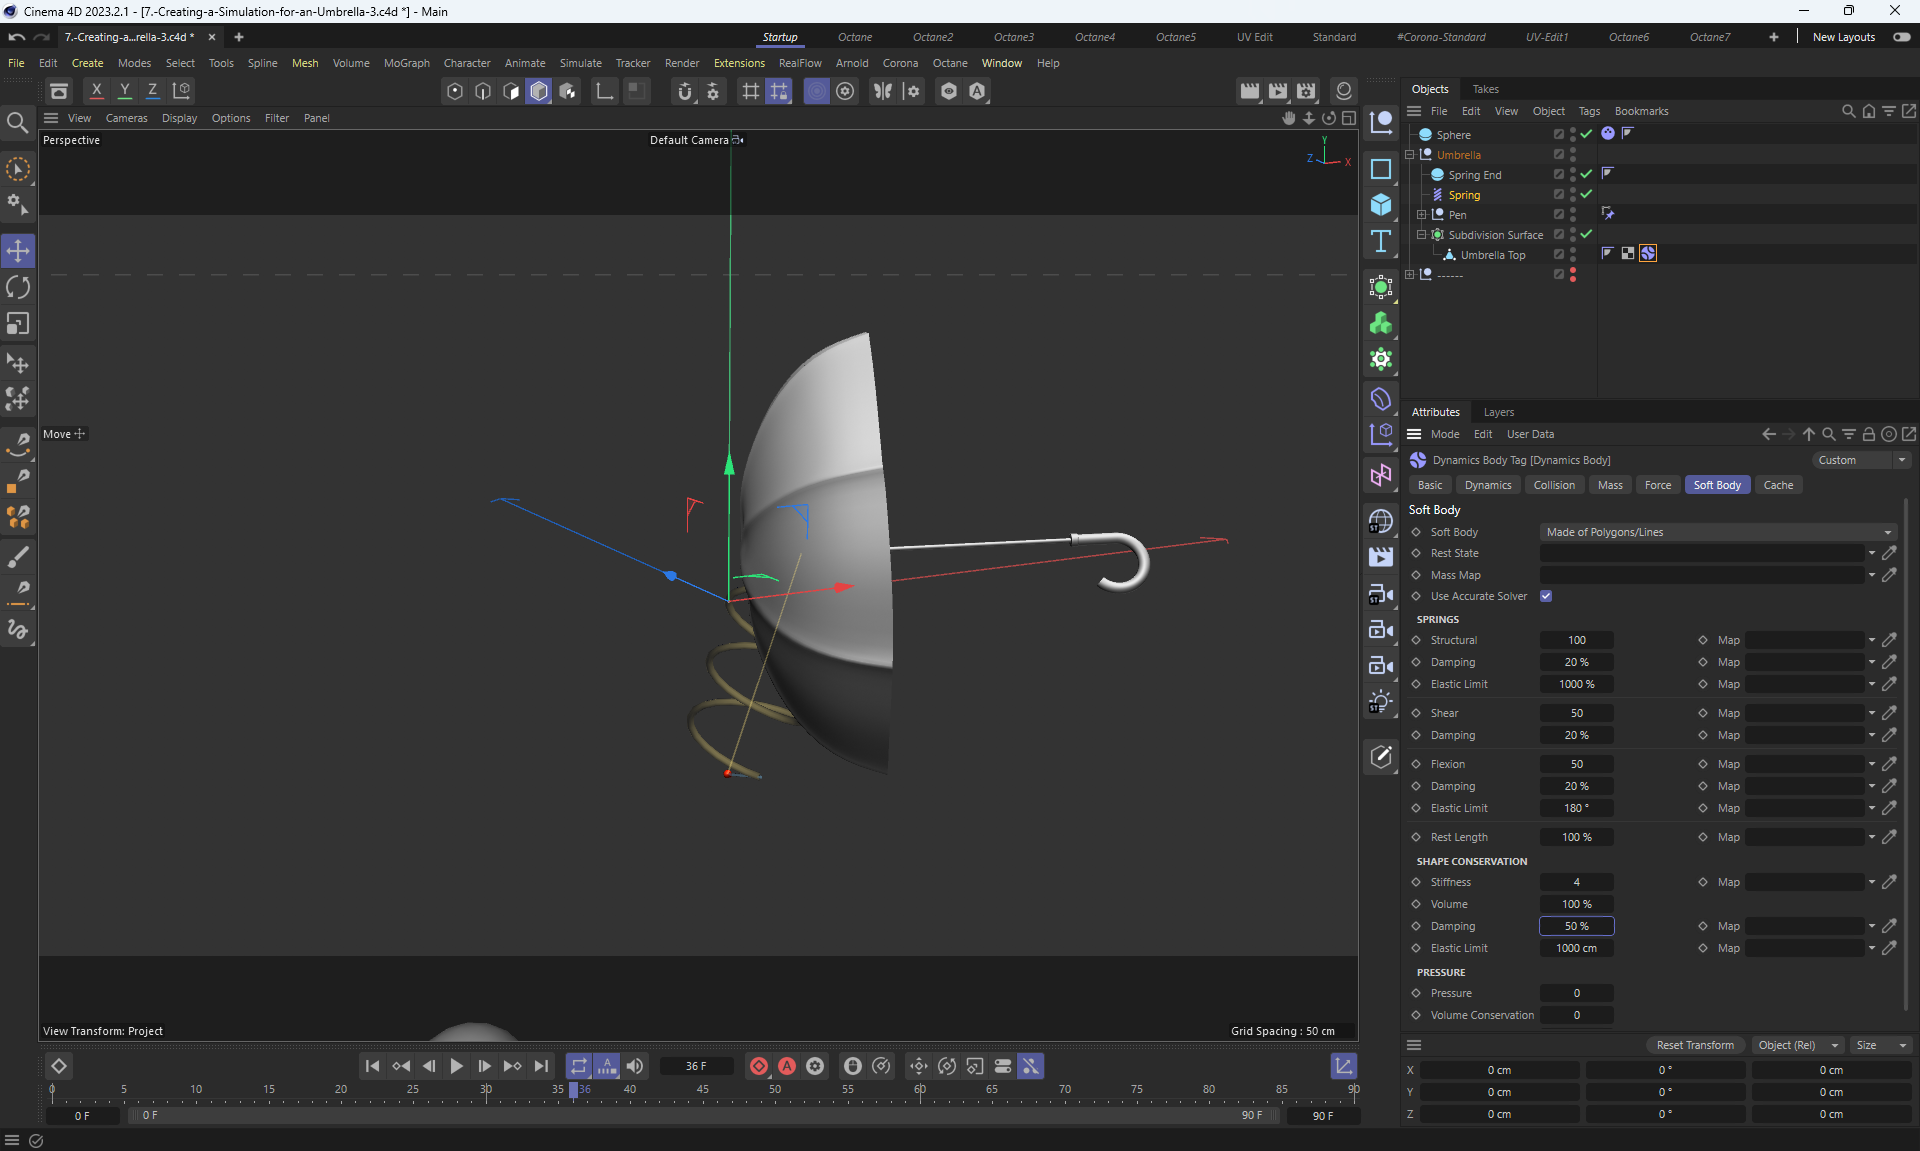 Cinema 4D 2023.2.1 - [7.-Creating-a-Simulation-for-an-Umbrella-3.c4d *] - Main
7.-Creating-a...rella-3.c4d *
Startup Octane Octane2 Octane3 Octane4 Octane5 UV Edit Standard #Corona-Standard UV-Edit1 Octane6 Octane7 New Layouts
File Edit Create Modes Select Tools Spline Mesh Volume MoGraph Character Animate Simulate Tracker Render Extensions RealFlow Arnold Corona Octane Window Help
X Y Z
View Cameras Display Options Filter Panel
Perspective
Default Camera
Y
Z X
Move
View Transform: Project
Grid Spacing : 50 cm
Objects Takes
File Edit View Object Tags Bookmarks
Sphere
Umbrella
Spring End
Spring
Pen
Subdivision Surface
Umbrella Top
------
Attributes Layers
Mode Edit User Data
Dynamics Body Tag [Dynamics Body] Custom
Basic Dynamics Collision Mass Force Soft Body Cache
Soft Body
Soft Body Made of Polygons/Lines
Rest State
Mass Map
Use Accurate Solver
SPRINGS
Structural 100 Map
Damping 20 % Map
Elastic Limit 1000 % Map
Shear 50 Map
Damping 20 % Map
Flexion 50 Map
Damping 20 % Map
Elastic Limit 180 ° Map
Rest Length 100 % Map
SHAPE CONSERVATION
Stiffness 4 Map
Volume 100 %
Damping 50 % Map
Elastic Limit 1000 cm Map
PRESSURE
Pressure 0
Volume Conservation 0
Reset Transform Object (Rel) Size
X 0 cm 0 ° 0 cm
Y 0 cm 0 ° 0 cm
Z 0 cm 0 ° 0 cm
36 F
0 5 10 15 20 25 30 35 36 40 45 50 55 60 65 70 75 80 85 90
0 F 0 F 90 F 90 F